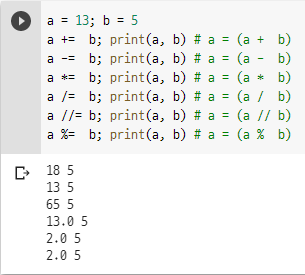 a = 13; b = 5
a +=  b; print(a, b) # a = (a +  b)
a -=  b; print(a, b) # a = (a -  b)
a *=  b; print(a, b) # a = (a *  b)
a /=  b; print(a, b) # a = (a /  b)
a //= b; print(a, b) # a = (a // b)
a %=  b; print(a, b) # a = (a %  b)
18 5
13 5
65 5
13.0 5
2.0 5
2.0 5